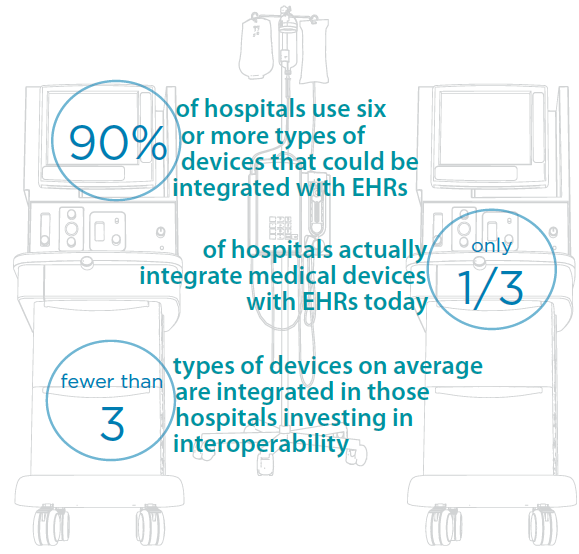 90%
of hospitals use six
or more types of
devices that could be
integrated with EHRs
of hospitals actually
integrate medical devices
with EHRs today
only
1/3
fewer than
3
types of devices on average
are integrated in those
hospitals investing in
interoperability